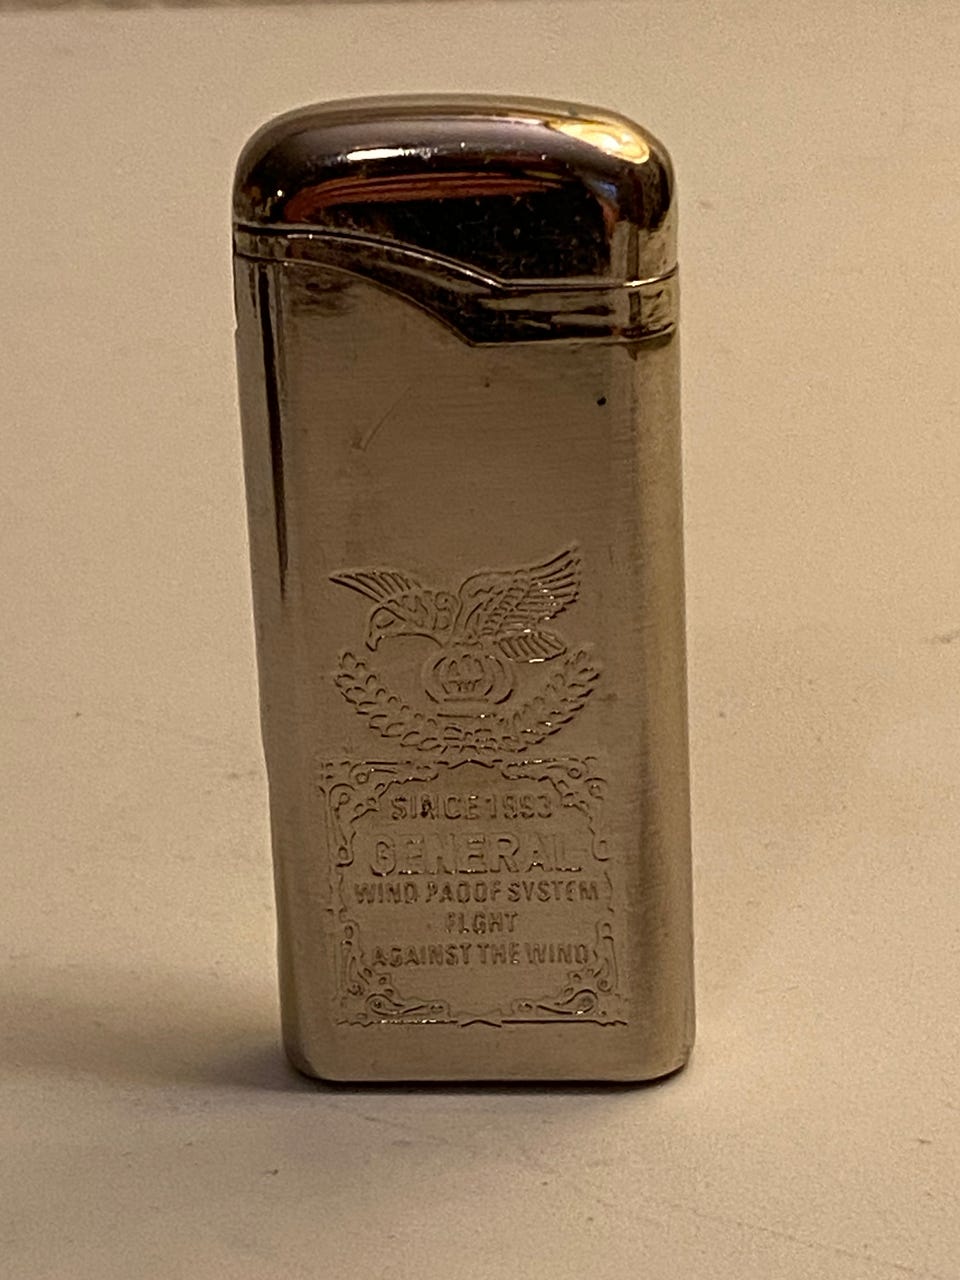 SINCE 1993
GENERAL
WIND PAOOF SYSTEM
FLGHT
AGAINST THE WIND